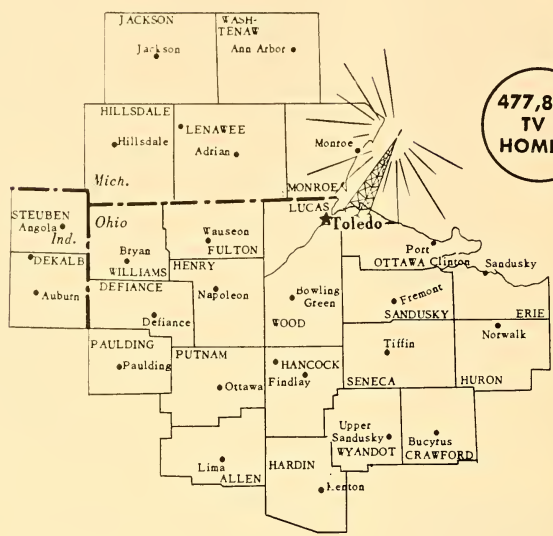 JACKSON
WASH-
TENAW
Jackson
Ann Arbor
HILLSDALE
Hillsdale
LENAWEE
Adrian
Monroe
Mich.
MONROE
477,8
TV
LUCAS
Toledo
STEUBEN
Angola
Ind.
Ohio
DEKALB
Auburn
Bryan
WILLIAMS
Wauseon
FULTON
HENRY
Napoleon
DEFIANCE
Defiance
Bowling
Green
WOOD
Port
Clinton
OTTAWA
Sandusky
Fremont
SANDUSKY
ERIE
Norwalk
HURON
Tiffin
SENECA
PAULDING
Paulding
PUTNAM
Ottawa
HANCOCK
Findlay
Lima
ALLEN
HARDIN
Kenton
Upper
Sandusky
WYANDOT
Bucyrus
CRAWFORD